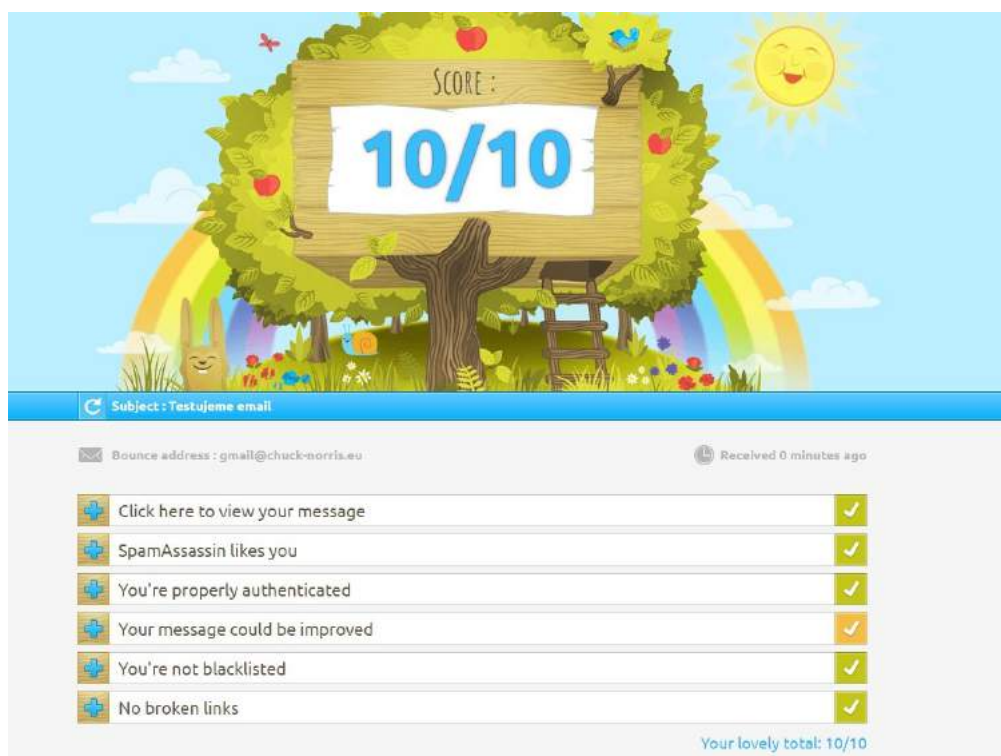 SCORE :
10/10
Subject : Testujeme email
Bounce address : gmail@chuck-norris.eu
Received 0 minutes ago
Click here to view your message
SpamAssassin likes you
You're properly authenticated
Your message could be improved
You're not blacklisted
No broken links
Your lovely total: 10/10